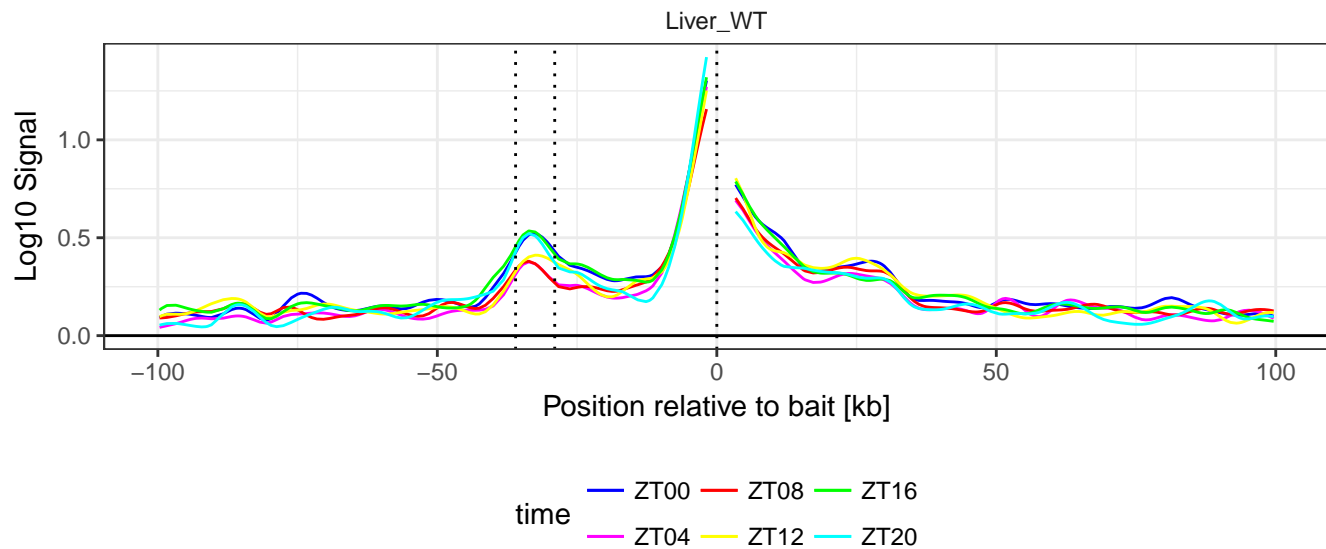 Liver_WT
Log10 Signal
1.0
0.5
0.0
−100 −50 0 50 100
Position relative to bait [kb]
time
ZT00 ZT08 ZT16
ZT04 ZT12 ZT20